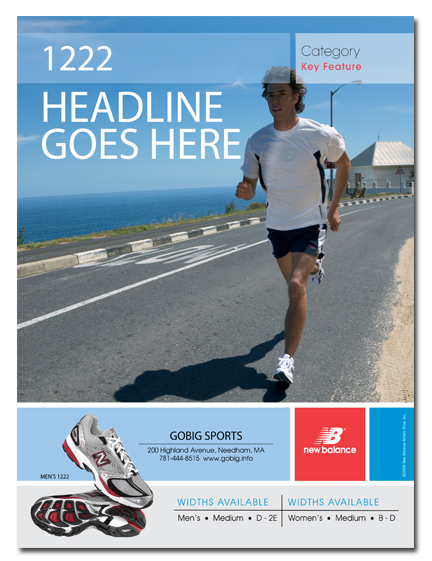 1222
Category
Key Feature
HEADLINE
GOES HERE
GOBIG SPORTS
200 Highland Avenue, Needham, MA
781-444-8515 www.gobig.info
NB
new balance
MEN'S 1222
N
WIDTHS AVAILABLE
Men's • Medium • D - 2E
WIDTHS AVAILABLE
Women's • Medium • B - D